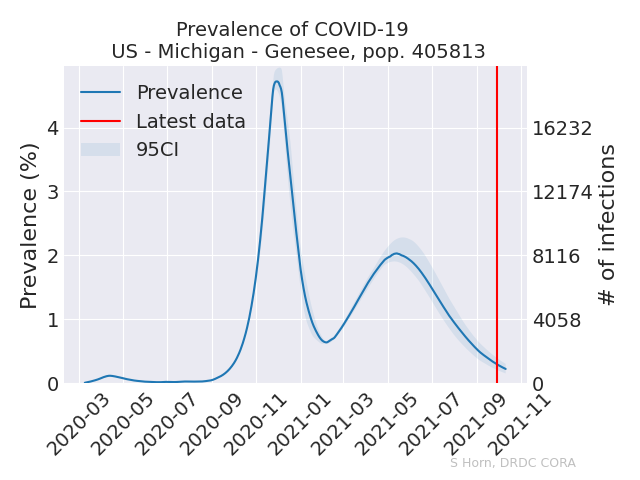 Prevalence of COVID-19
US - Michigan - Genesee, pop. 405813
Prevalence
Latest data
95CI
Prevalence (%)
4
3
2
1
0
16232
12174
8116
4058
0
# of infections
2020-03
2020-05
2020-07
2020-09
2020-11
2021-01
2021-03
2021-05
2021-07
2021-09
2021-11
S Horn, DRDC CORA